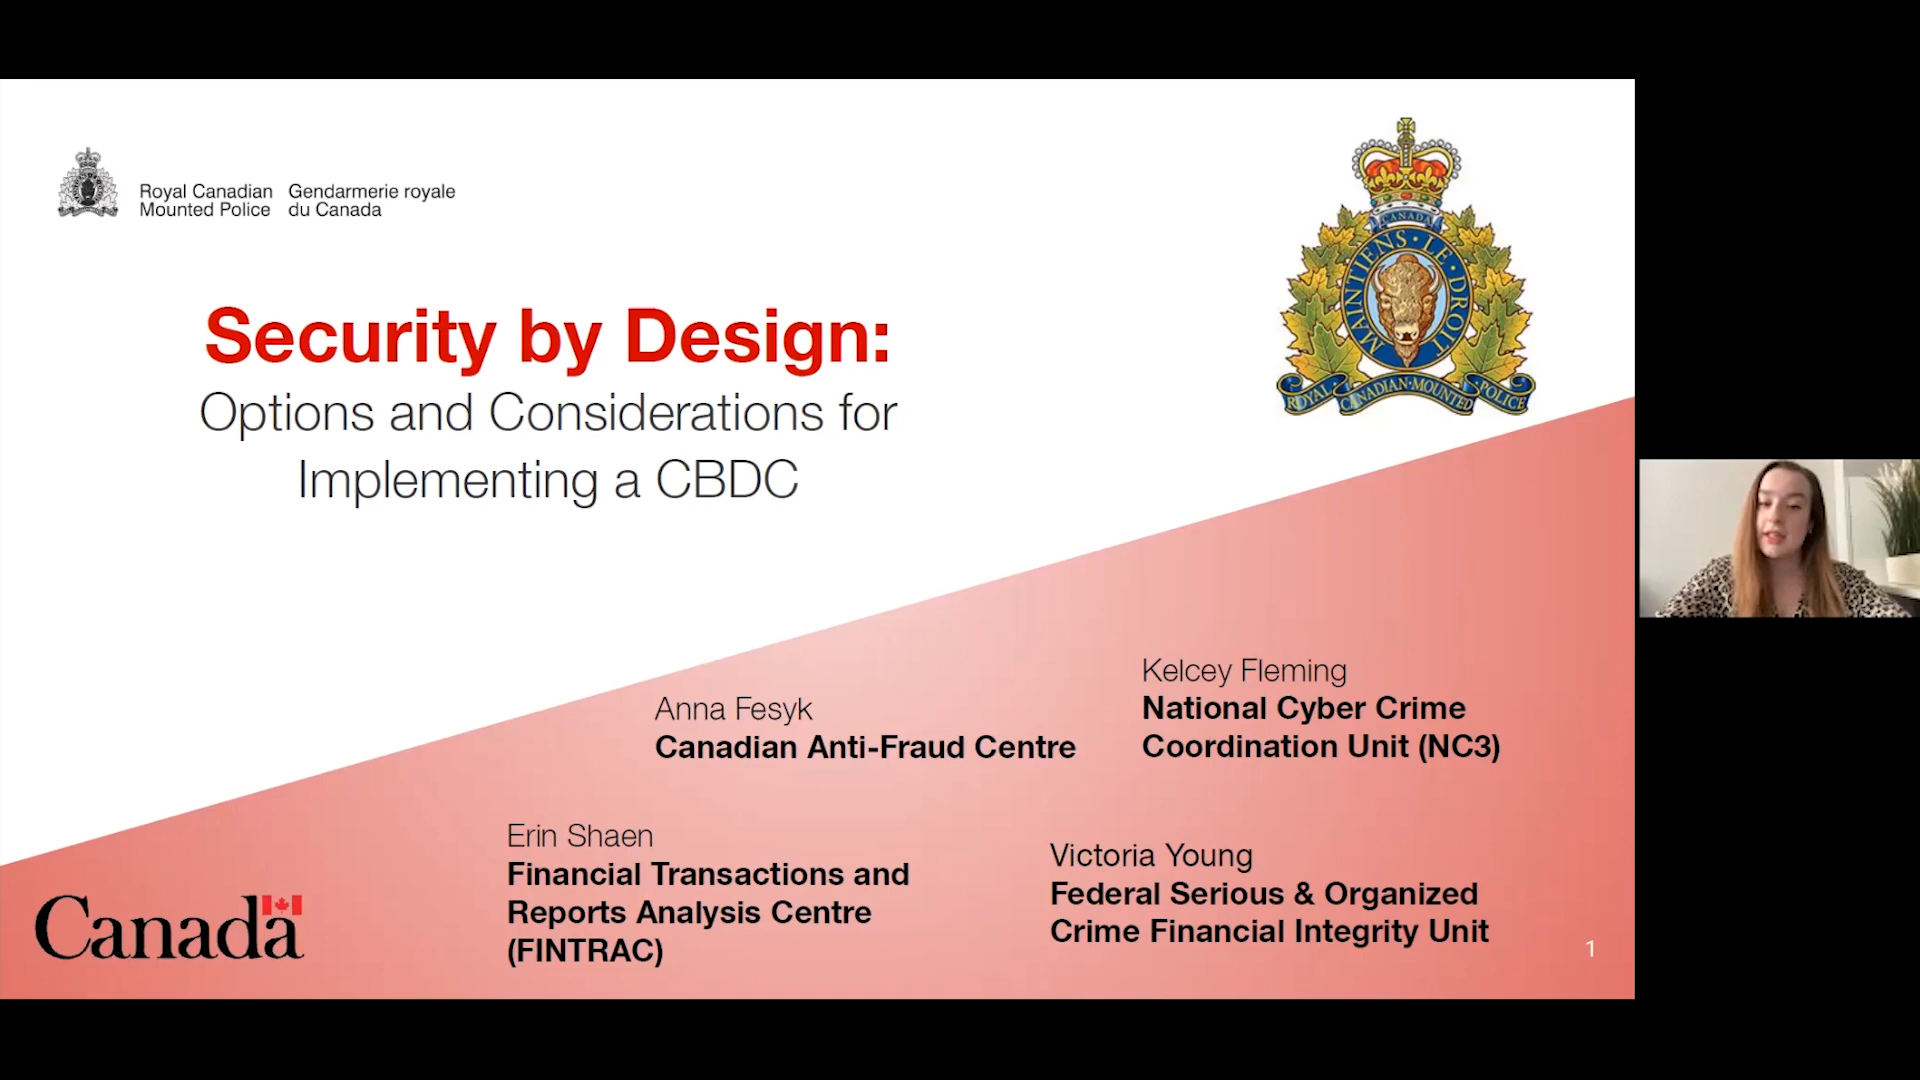 Royal Canadian Gendarmerie royale
Mounted Police du Canada
CANADA
MAINTIENS LE DROIT
ROYAL CANADIAN MOUNTED POLICE
Security by Design:
Options and Considerations for
Implementing a CBDC
Kelcey Fleming
National Cyber Crime
Coordination Unit (NC3)
Anna Fesyk
Canadian Anti-Fraud Centre
Erin Shaen
Financial Transactions and
Reports Analysis Centre
(FINTRAC)
Victoria Young
Federal Serious & Organized
Crime Financial Integrity Unit
Canada
1